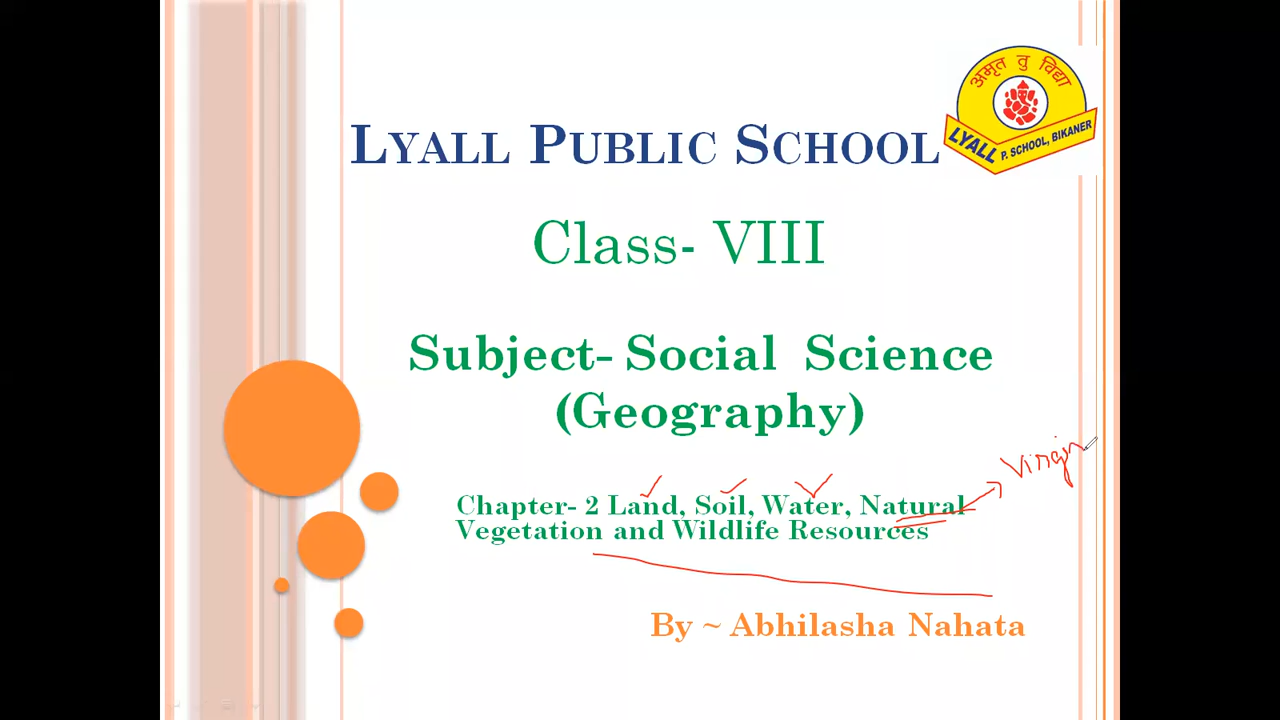 अमृतं तु विद्या
LYALL P. SCHOOL, BIKANER
LYALL PUBLIC SCHOOL
Class- VIII
Subject- Social Science
(Geography)
Virgin
Chapter- 2 Land, Soil, Water, Natural
Vegetation and Wildlife Resources
By ~ Abhilasha Nahata